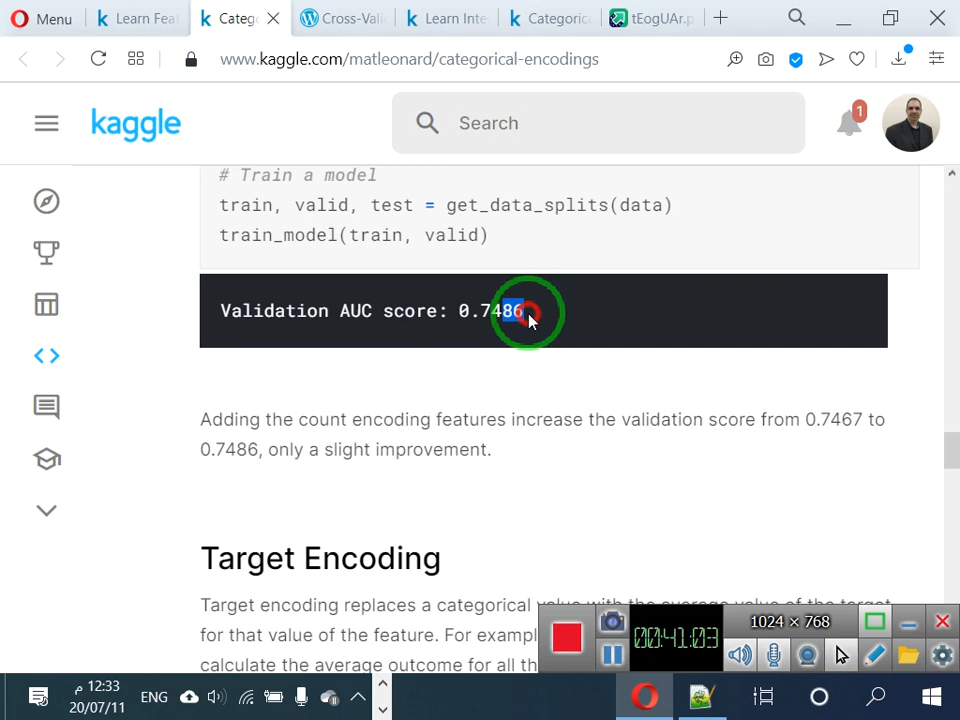 Menu
Learn Feat
Catego
Cross-Vali
Learn Inte
Categorica
tEogUAr.p
www.kaggle.com/matleonard/categorical-encodings
kaggle
Search
1
# Train a model
train, valid, test = get_data_splits(data)
train_model(train, valid)
Validation AUC score: 0.7486
Adding the count encoding features increase the validation score from 0.7467 to
0.7486, only a slight improvement.
Target Encoding
Target encoding replaces a categorical value with the average value of the target
for that value of the feature. For exampl
calculate the average outcome for all th
00:41:03
1024 × 768
12:33 م
20/07/11
ENG